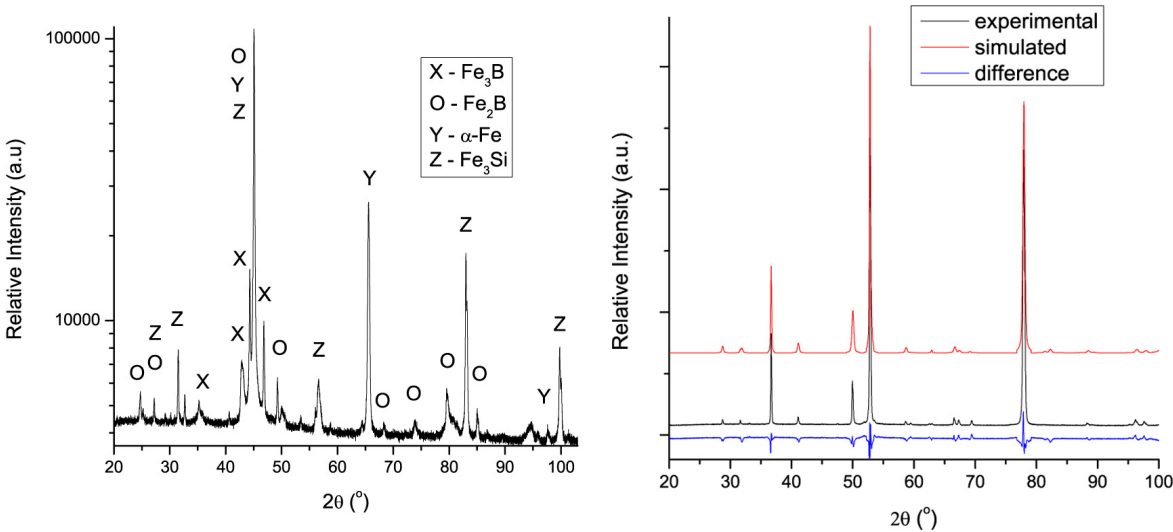 100000
10000
Relative Intensity (a.u)
O
Y
Z
X - Fe₃B
O - Fe₂B
Y - α-Fe
Z - Fe₃Si
Y
Z
X
X
Z
Z
O
O
X
X
O
Z
O
O
O
O
Y
Z
20 30 40 50 60 70 80 90 100
2θ (°)
experimental
simulated
difference
Relative Intensity (a.u.)
20 30 40 50 60 70 80 90 100
2θ (°)